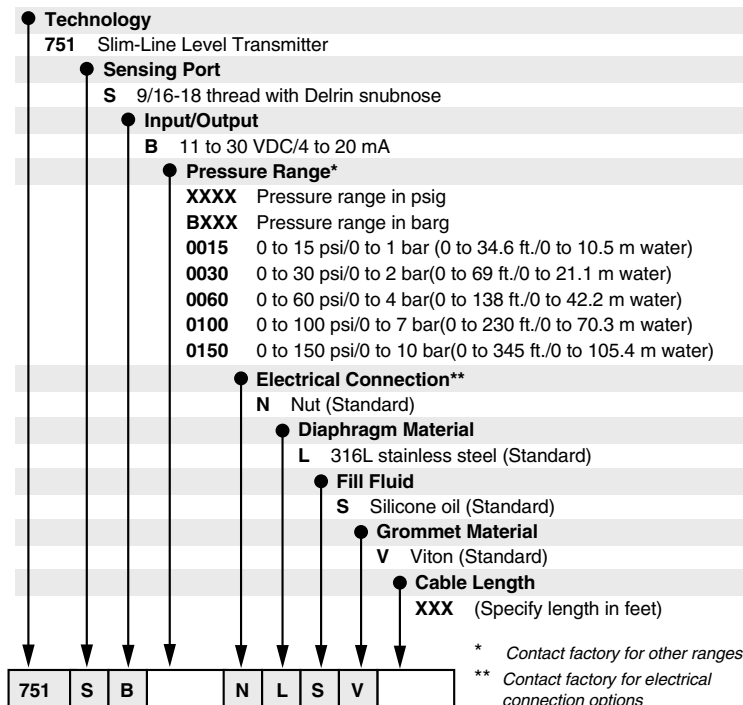 Technology
751 Slim-Line Level Transmitter
Sensing Port
S 9/16-18 thread with Delrin snubnose
Input/Output
B 11 to 30 VDC/4 to 20 mA
Pressure Range*
XXXX Pressure range in psig
BXXX Pressure range in barg
0015 0 to 15 psi/0 to 1 bar (0 to 34.6 ft./0 to 10.5 m water)
0030 0 to 30 psi/0 to 2 bar(0 to 69 ft./0 to 21.1 m water)
0060 0 to 60 psi/0 to 4 bar(0 to 138 ft./0 to 42.2 m water)
0100 0 to 100 psi/0 to 7 bar(0 to 230 ft./0 to 70.3 m water)
0150 0 to 150 psi/0 to 10 bar(0 to 345 ft./0 to 105.4 m water)
Electrical Connection**
N Nut (Standard)
Diaphragm Material
L 316L stainless steel (Standard)
Fill Fluid
S Silicone oil (Standard)
Grommet Material
V Viton (Standard)
Cable Length
XXX (Specify length in feet)
* Contact factory for other ranges
** Contact factory for electrical
connection options
751 S B N L S V